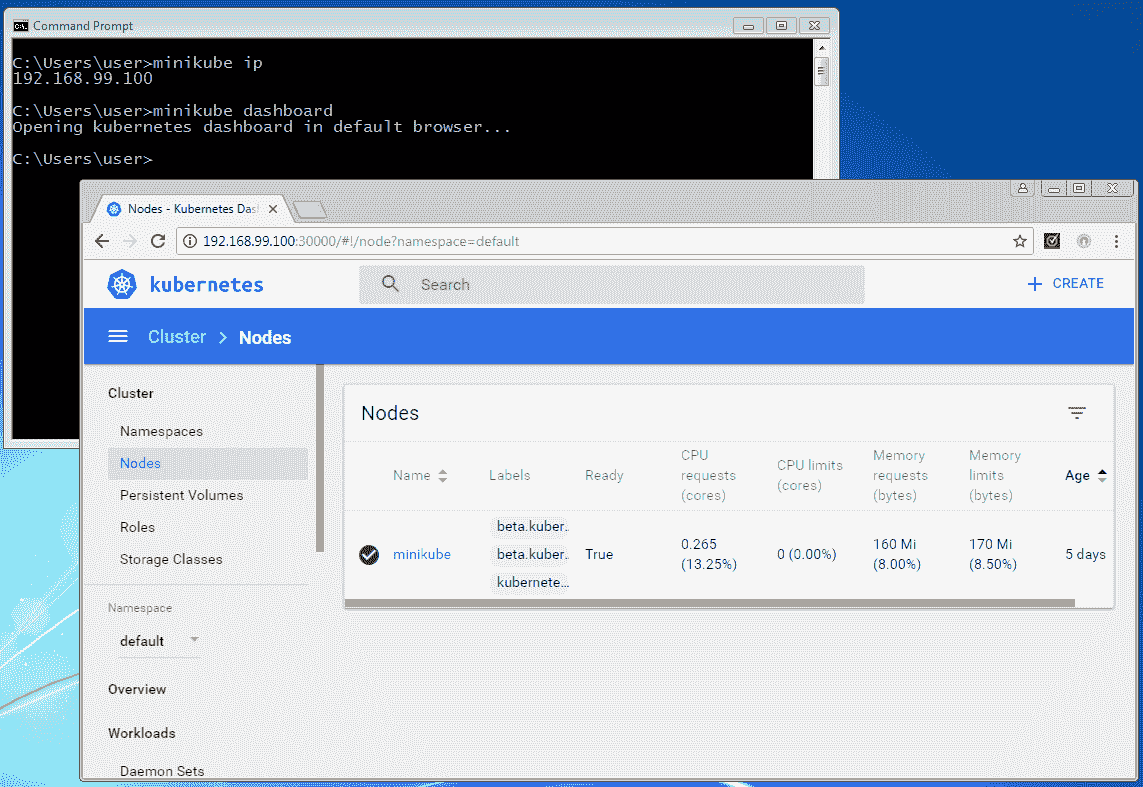 Command Prompt
C:\Users\user>minikube ip
192.168.99.100
C:\Users\user>minikube dashboard
Opening kubernetes dashboard in default browser...
C:\Users\user>
Nodes - Kubernetes Das
192.168.99.100:30000/#!/node?namespace=default
kubernetes
Search
+ CREATE
Cluster > Nodes
Cluster
Namespaces
Nodes
Persistent Volumes
Roles
Storage Classes
Namespace
default
Overview
Workloads
Daemon Sets
Nodes
Name
Labels
Ready
CPU
requests
(cores)
CPU limits
(cores)
Memory
requests
(bytes)
Memory
limits
(bytes)
Age
minikube
beta.kuber..
beta.kuber..
kubernete...
True
0.265
(13.25%)
0 (0.00%)
160 Mi
(8.00%)
170 Mi
(8.50%)
5 days